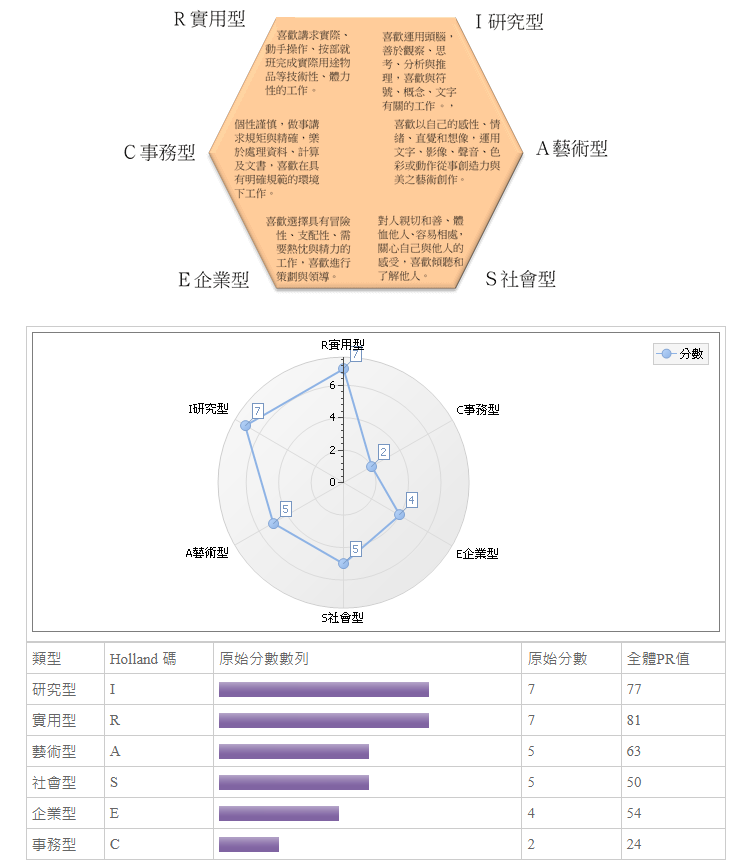 R 實用型
I 研究型
喜歡講求實際、
動手操作、按部就
班完成實際用途物
品等技術性、體力
性的工作。
喜歡運用頭腦，
善於觀察、思
考、分析與推
理，喜歡與符
號、概念、文字
有關的工作。，
C 事務型
個性謹慎，做事講
求規矩與精確，樂
於處理資料、計算
及文書，喜歡在具
有明確規範的環境
下工作。
喜歡以自己的感性、情
緒、直覺和想像，運用
文字、影像、聲音、色
彩或動作從事創造力與
美之藝術創作。
A 藝術型
喜歡選擇具有冒險
性、支配性、需
要熱忱與精力的
工作，喜歡進行
策劃與領導。
對人親切和善、體
恤他人、容易相處，
關心自己與他人的
感受，喜歡傾聽和
了解他人。
E 企業型
S 社會型
R實用型
分數
7
6
I研究型
7
C事務型
4
2
2
0
5
4
A藝術型
5
E企業型
S社會型
類型 Holland 碼 原始分數數列 原始分數 全體PR值
研究型 I 7 77
實用型 R 7 81
藝術型 A 5 63
社會型 S 5 50
企業型 E 4 54
事務型 C 2 24